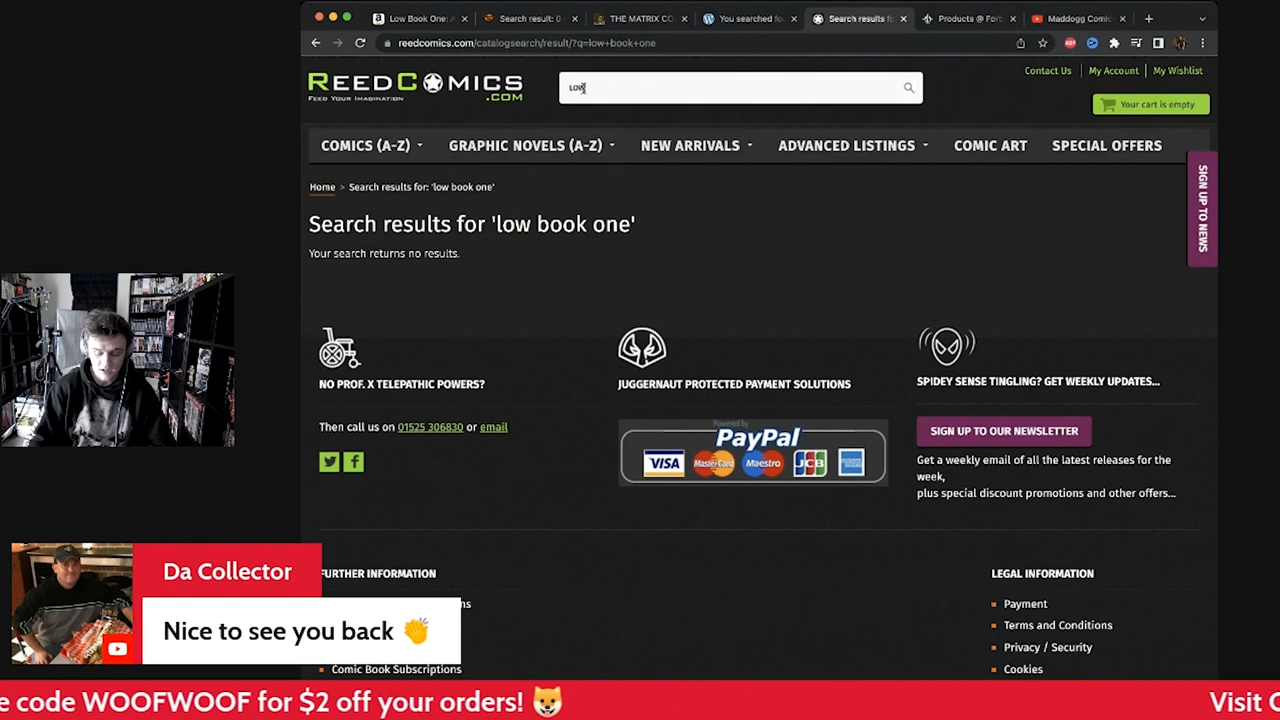 Low Book One: A
Search result: 0
THE MATRIX CO
You searched fo
Search results fo
Products @ Forb
Maddogg Comic
reedcomics.com/catalogsearch/result/?q=low+book+one
REEDCOMICS
.COM
FEED YOUR IMAGINATION
low
Contact Us
My Account
My Wishlist
Your cart is empty
COMICS (A-Z)
GRAPHIC NOVELS (A-Z)
NEW ARRIVALS
ADVANCED LISTINGS
COMIC ART
SPECIAL OFFERS
SIGN UP TO NEWS
Home > Search results for: 'low book one'
Search results for 'low book one'
Your search returns no results.
NO PROF. X TELEPATHIC POWERS?
Then call us on 01525 306830 or email
JUGGERNAUT PROTECTED PAYMENT SOLUTIONS
Powered by
PayPal
VISA
MasterCard
Maestro
JCB
SPIDEY SENSE TINGLING? GET WEEKLY UPDATES...
SIGN UP TO OUR NEWSLETTER
Get a weekly email of all the latest releases for the
week,
plus special discount promotions and other offers...
FURTHER INFORMATION
ns
Comic Book Subscriptions
LEGAL INFORMATION
Payment
Terms and Conditions
Privacy / Security
Cookies
Da Collector
Nice to see you back 👏
e code WOOFWOOF for $2 off your orders! 🐺
Visit C